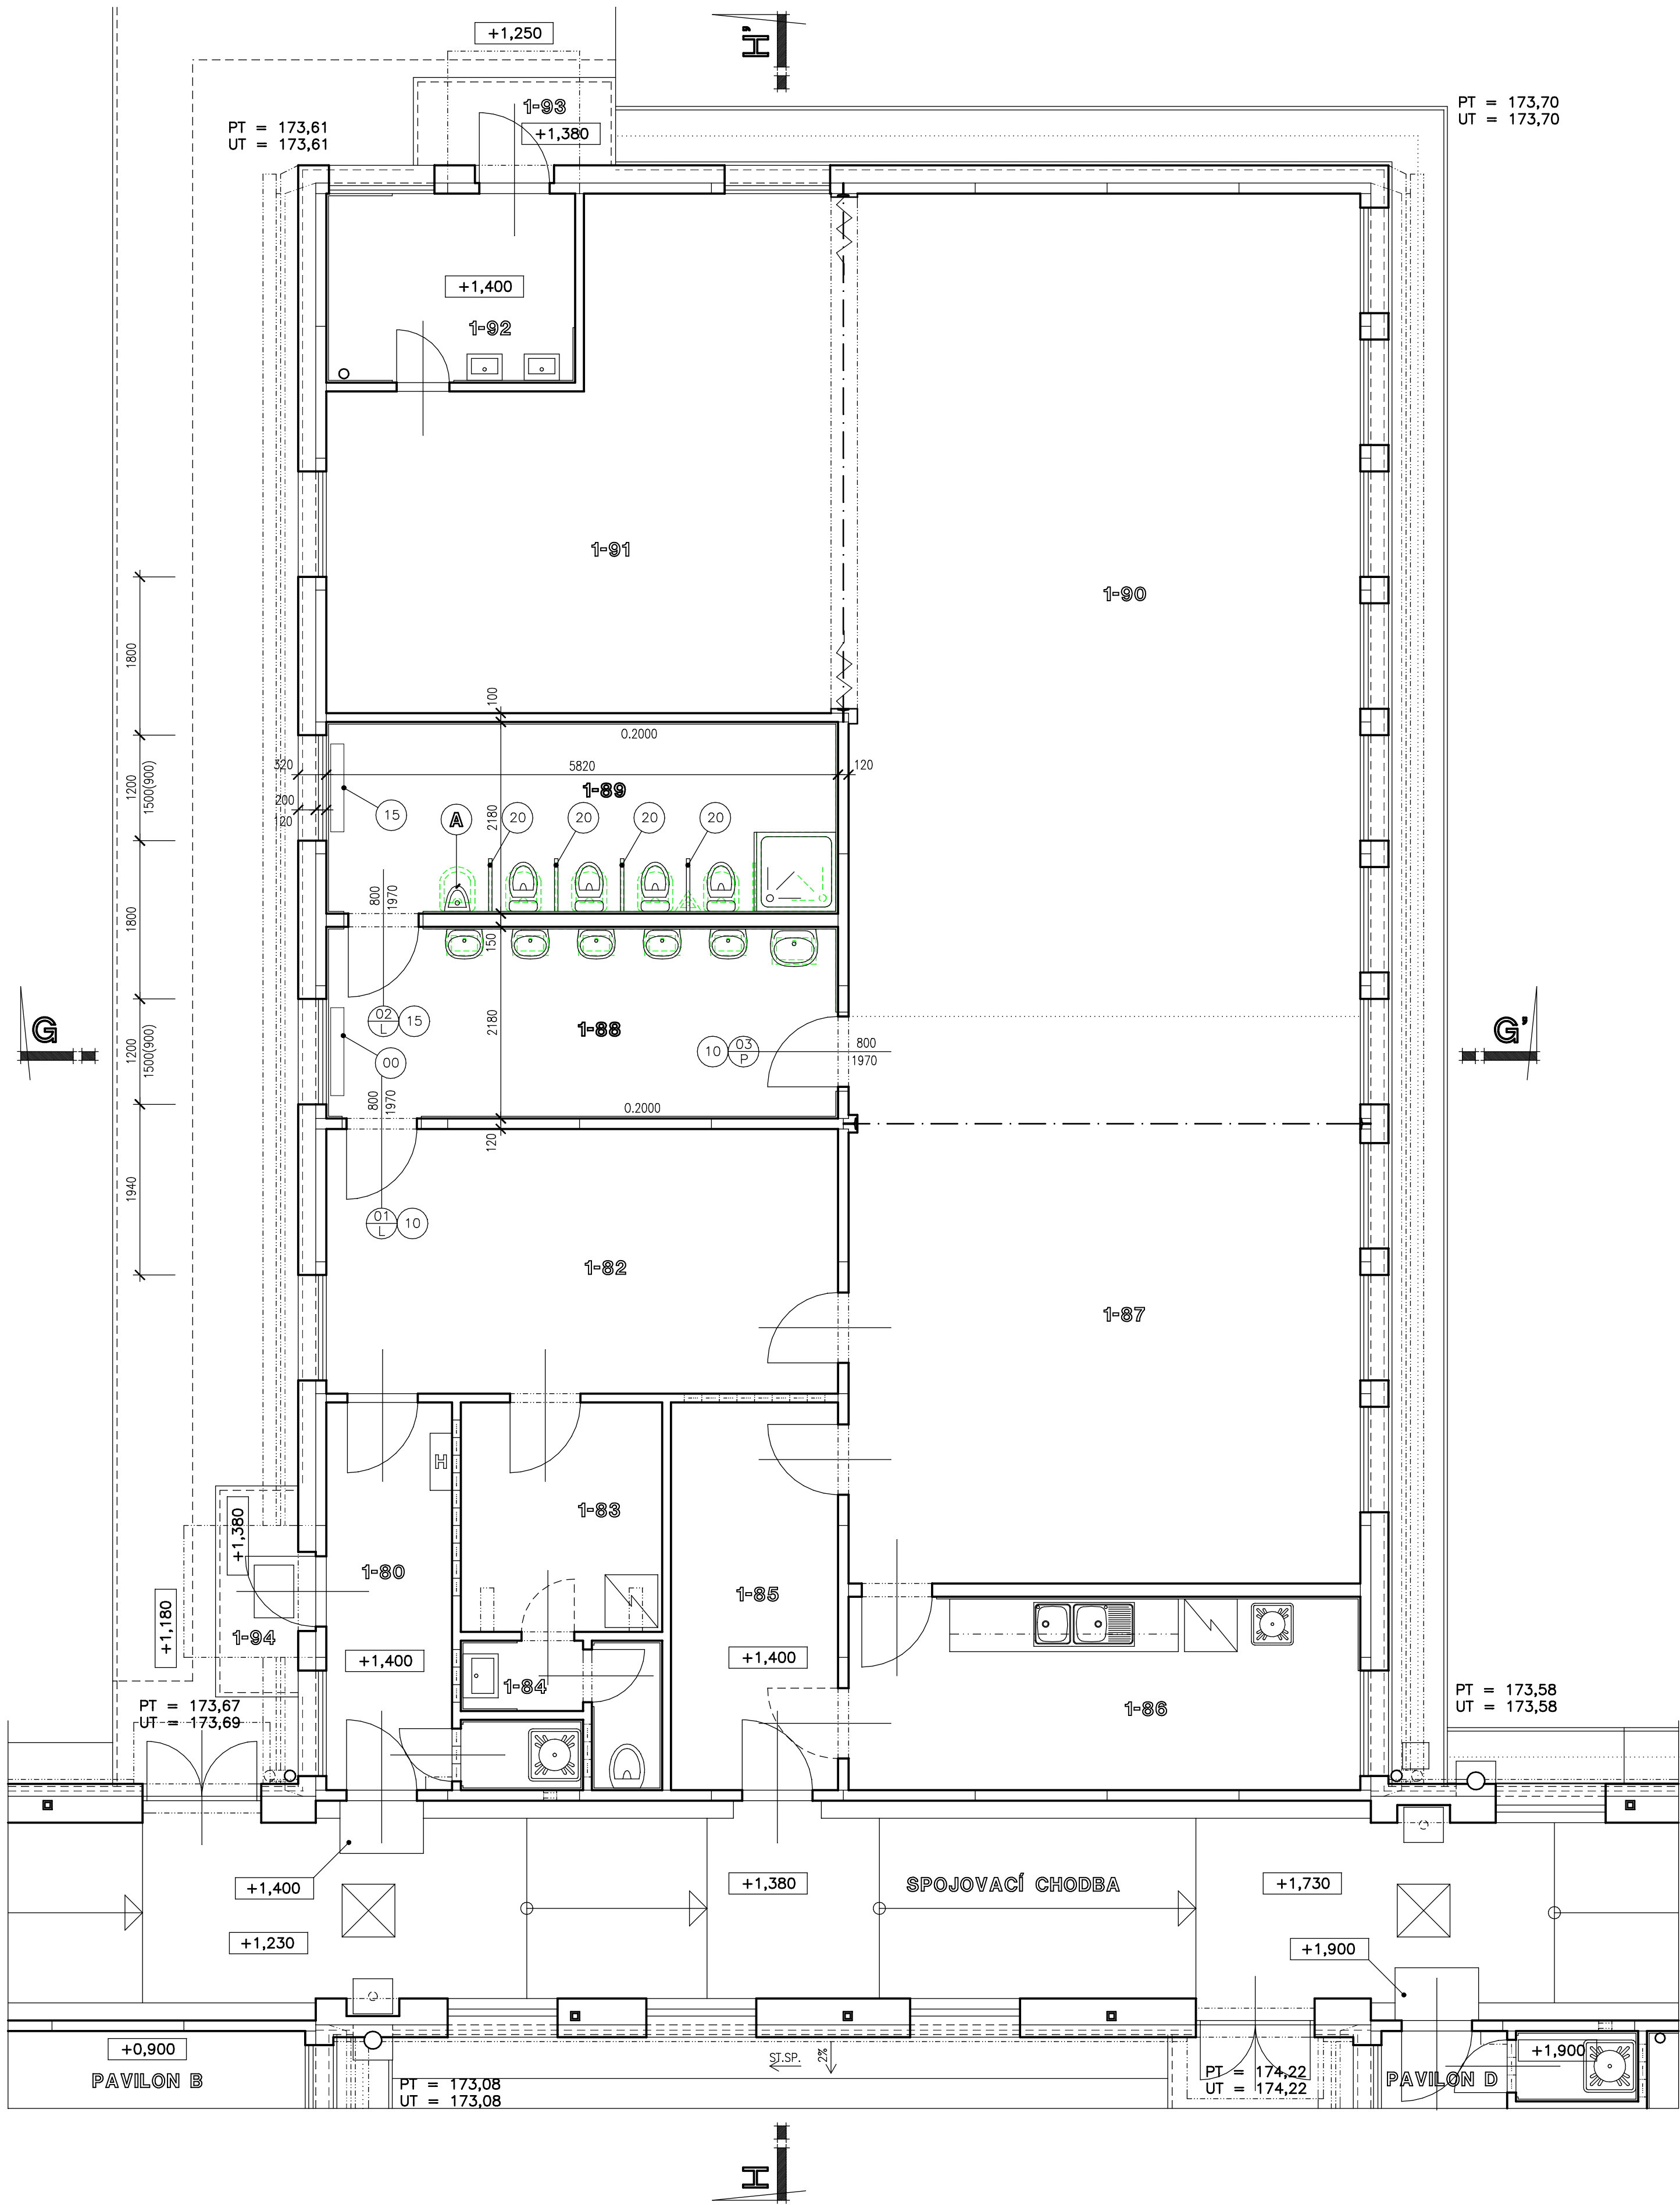 +1,250
H'
1-93
+1,380
PT = 173,61
UT = 173,61
PT = 173,70
UT = 173,70
+1,400
1-92
1-91
1-90
1800
100
0.2000
320
5820
120
1-89
1200
1500(900)
200
120
15
A
20
20
20
20
2180
800
1970
1800
150
02
L
15
2180
1-88
G
G'
10
03
P
800
1970
1200
1500(900)
00
800
1970
0.2000
120
1940
01
L
10
1-82
1-87
H
1-83
+1,380
1-80
1-85
+1,180
1-94
+1,400
+1,400
1-84
1-86
PT = 173,67
UT = 173,69
PT = 173,58
UT = 173,58
+1,400
+1,380
SPOJOVACÍ CHODBA
+1,730
+1,230
+1,900
+0,900
ST.SP.
2%
+1,900
PAVILON B
PT = 173,08
UT = 173,08
PT = 174,22
UT = 174,22
PAVILON D
H